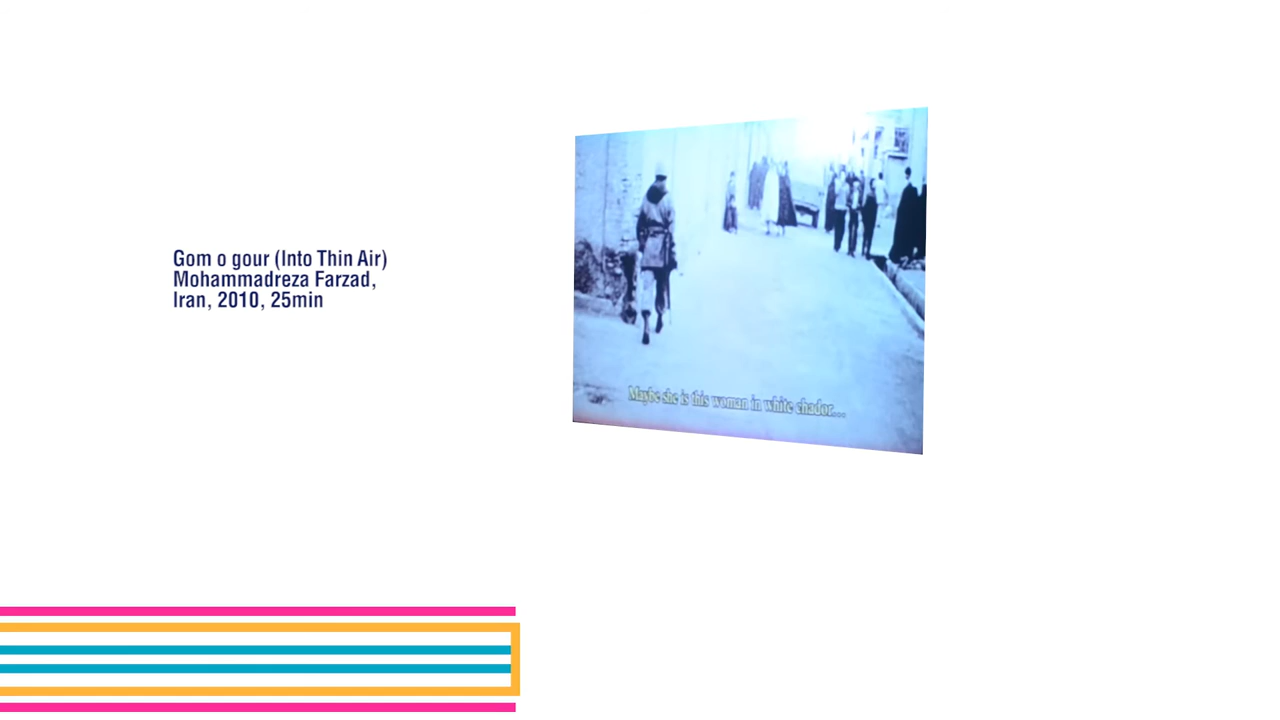 Gom o gour (Into Thin Air)
Mohammadreza Farzad,
Iran, 2010, 25min
Maybe she is this woman in white chador...